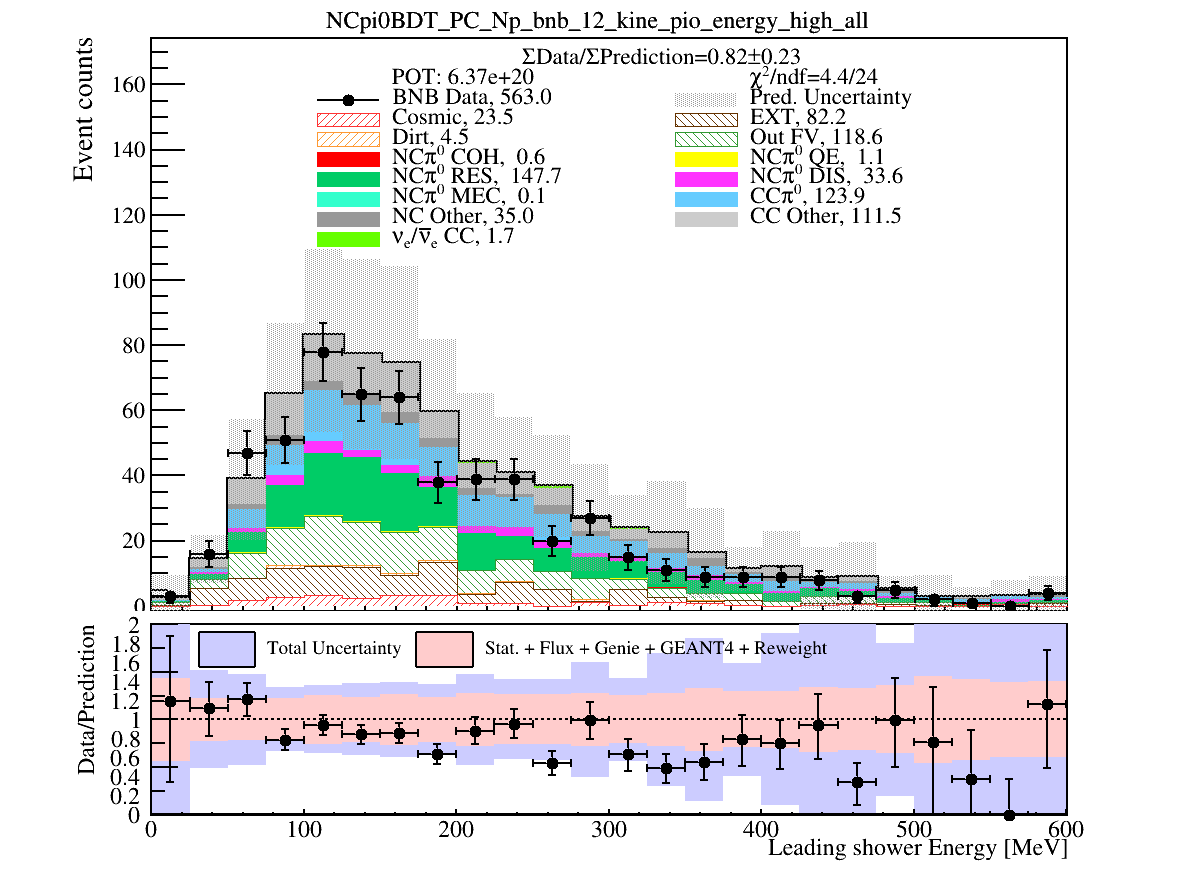 NCpi0BDT_PC_Np_bnb_12_kine_pio_energy_high_all
ΣData/ΣPrediction=0.82±0.23
POT: 6.37e+20
χ²/ndf=4.4/24
BNB Data, 563.0
Pred. Uncertainty
Cosmic, 23.5
EXT, 82.2
Dirt, 4.5
Out FV, 118.6
NCπ⁰ COH, 0.6
NCπ⁰ QE, 1.1
NCπ⁰ RES, 147.7
NCπ⁰ DIS, 33.6
NCπ⁰ MEC, 0.1
CCπ⁰, 123.9
NC Other, 35.0
CC Other, 111.5
νₑ/ν̅ₑ CC, 1.7
Event counts
160
140
120
100
80
60
40
20
0
Total Uncertainty
Stat. + Flux + Genie + GEANT4 + Reweight
Data/Prediction
2
1.8
1.6
1.4
1.2
1
0.8
0.6
0.4
0.2
0
0 100 200 300 400 500 600
Leading shower Energy [MeV]